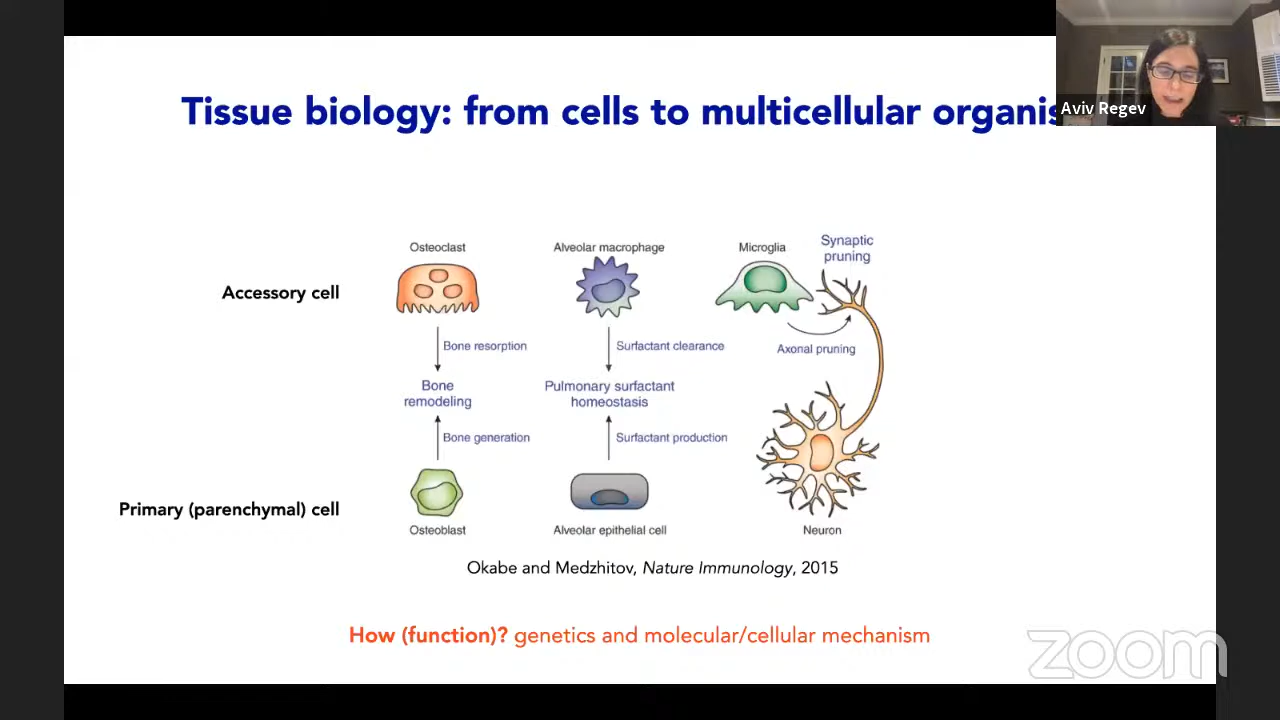 Tissue biology: from cells to multicellular organis
Aviv Regev
Osteoclast
Alveolar macrophage
Microglia
Synaptic
pruning
Accessory cell
Bone resorption
Surfactant clearance
Axonal pruning
Bone
remodeling
Pulmonary surfactant
homeostasis
Bone generation
Surfactant production
Primary (parenchymal) cell
Osteoblast
Alveolar epithelial cell
Neuron
Okabe and Medzhitov, Nature Immunology, 2015
How (function)? genetics and molecular/cellular mechanism
zoom